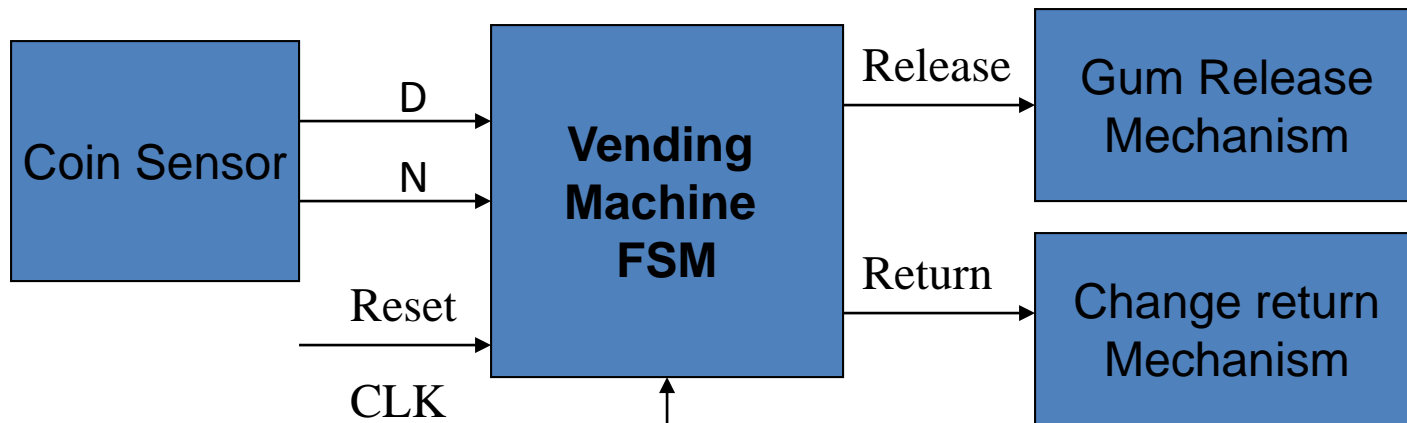 Coin Sensor
D
N
Reset
CLK
Vending
Machine
FSM
Release
Return
Gum Release
Mechanism
Change return
Mechanism